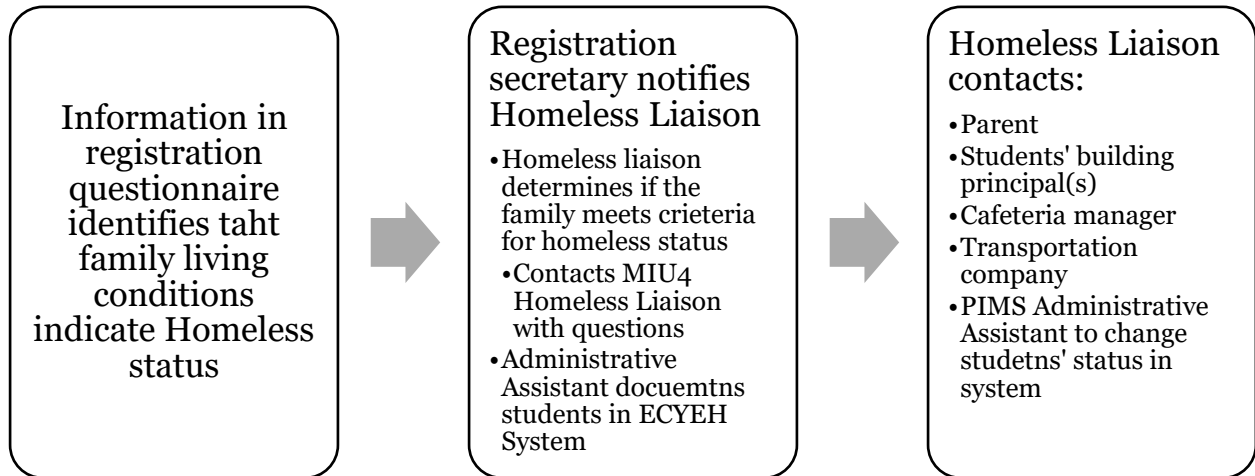 Information in
registration
questionnaire
identifies taht
family living
conditions
indicate Homeless
status
Registration
secretary notifies
Homeless Liaison
•Homeless liaison
determines if the
family meets crieteria
for homeless status
•Contacts MIU4
Homeless Liaison
with questions
•Administrative
Assistant docuemtns
students in ECYEH
System
Homeless Liaison
contacts:
•Parent
•Students' building
principal(s)
•Cafeteria manager
•Transportation
company
•PIMS Administrative
Assistant to change
studetns' status in
system